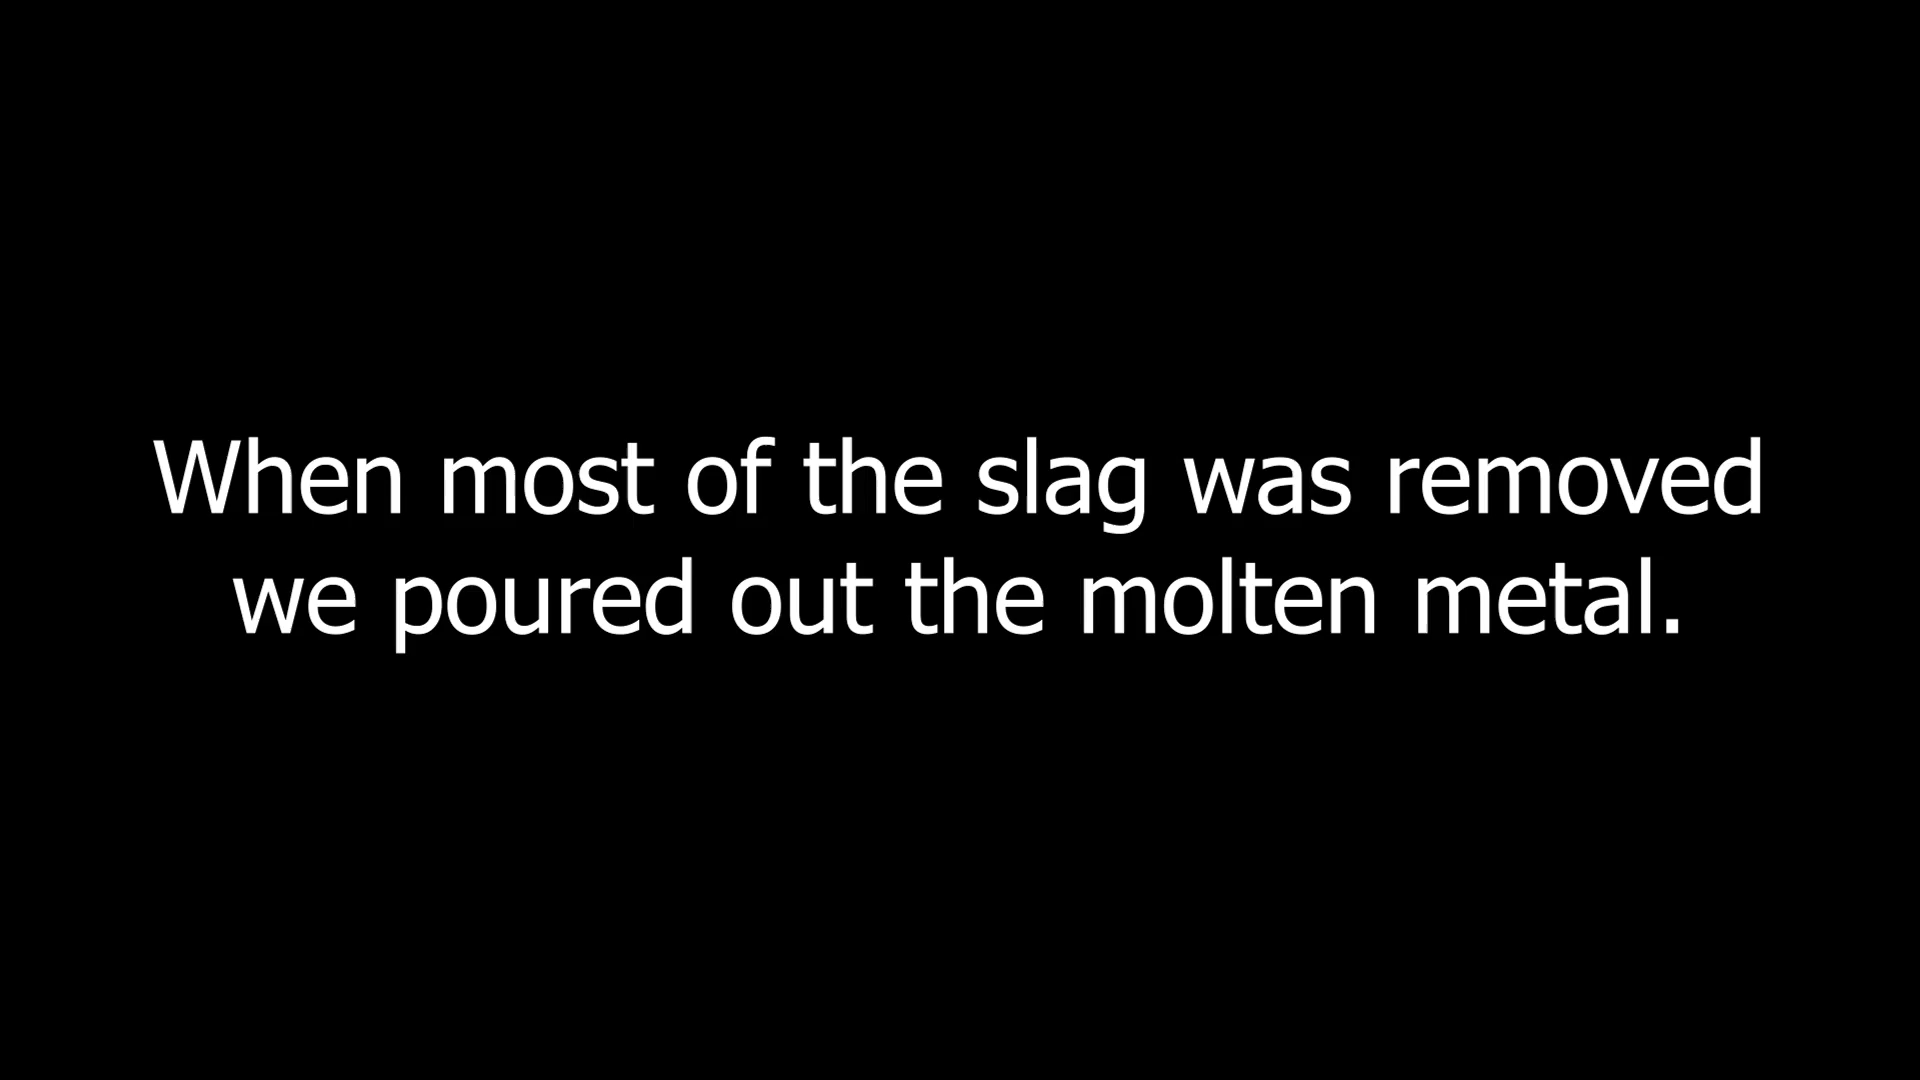 When most of the slag was removed
we poured out the molten metal.